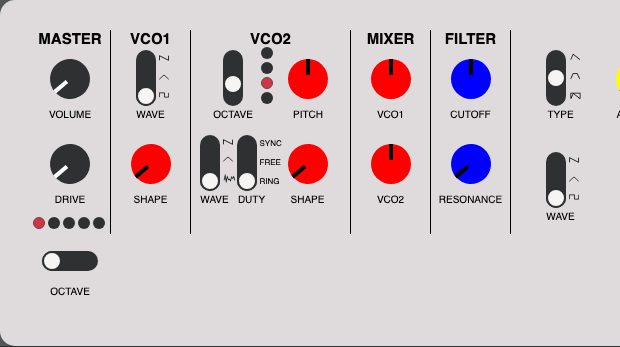 MASTER VCO1 VCO2 MIXER FILTER
VOLUME WAVE OCTAVE PITCH VCO1 CUTOFF TYPE
SYNC
FREE
RING
DRIVE SHAPE WAVE DUTY SHAPE VCO2 RESONANCE
WAVE
OCTAVE